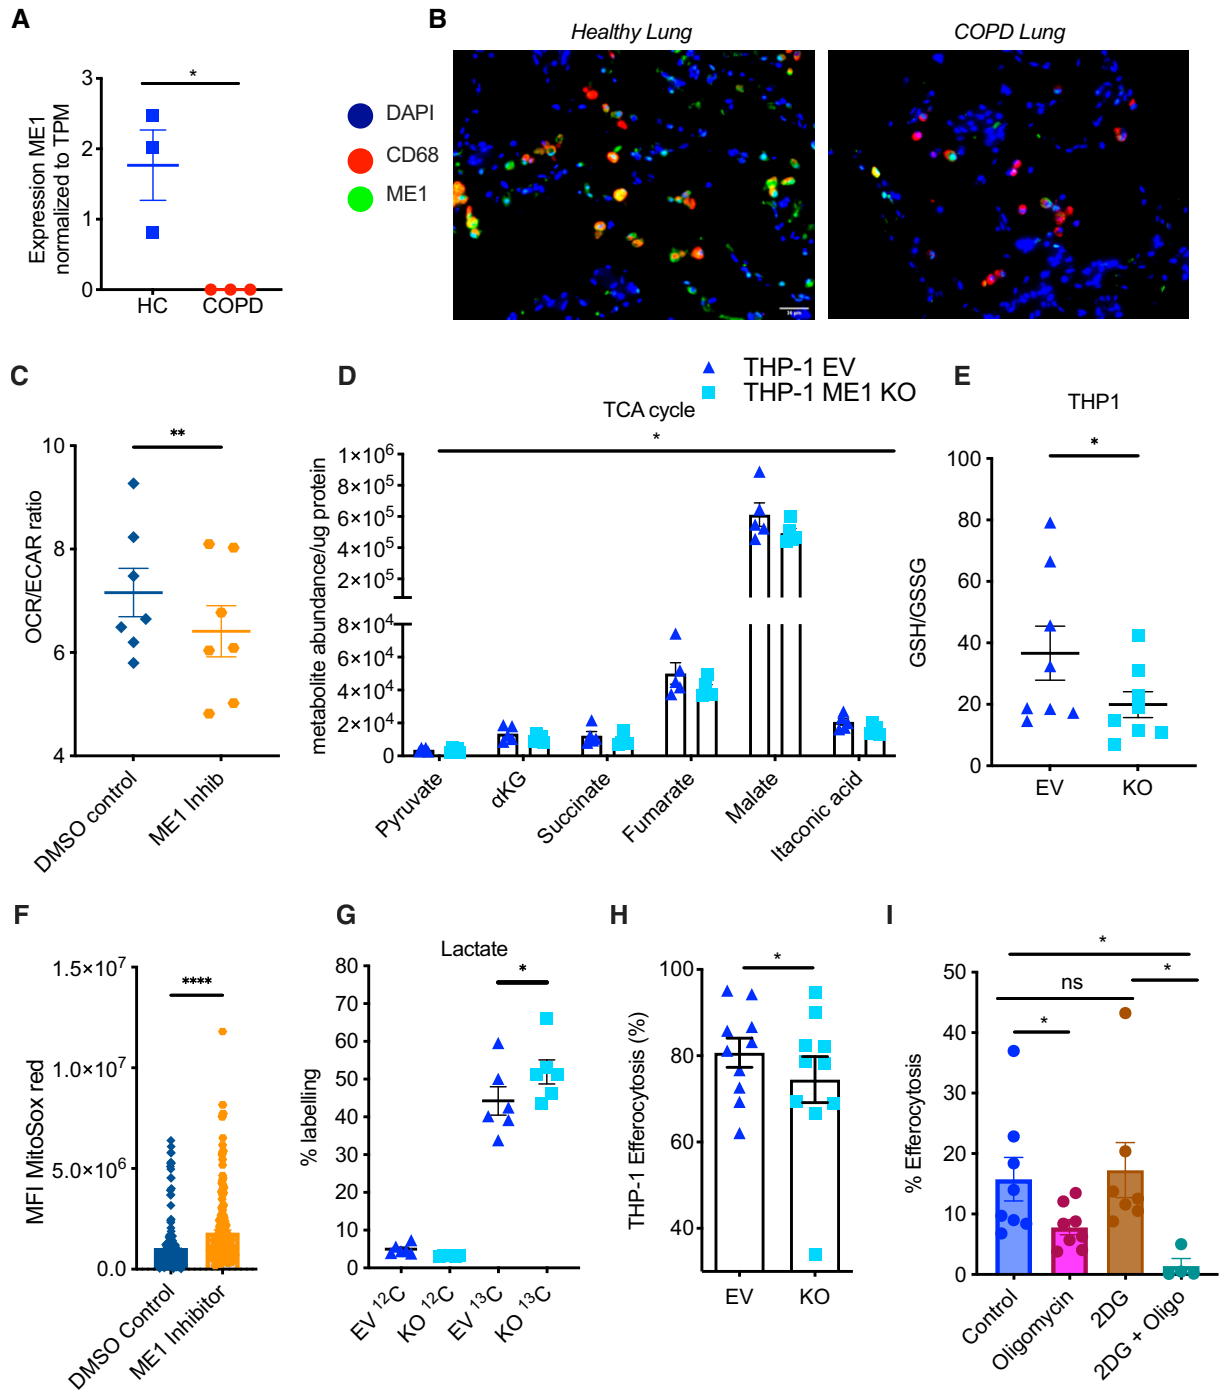 A
Expression ME1
normalized to TPM
3
2
1
0
*
HC
COPD
DAPI
CD68
ME1
B
Healthy Lung
COPD Lung
C
OCR/ECAR ratio
10
8
6
4
**
DMSO control
ME1 Inhib
D
THP-1 EV
THP-1 ME1 KO
TCA cycle
*
metabolite abundance/ug protein
1×10⁶
8×10⁵
6×10⁵
4×10⁵
2×10⁵
8×10⁴
6×10⁴
4×10⁴
2×10⁴
0
Pyruvate
αKG
Succinate
Fumarate
Malate
Itaconic acid
E
THP1
*
GSH/GSSG
100
80
60
40
20
0
EV
KO
F
MFI MitoSox red
1.5×10⁷
1.0×10⁷
5.0×10⁶
0.0
****
DMSO Control
ME1 Inhibitor
G
Lactate
*
% labelling
80
70
60
50
40
30
20
10
0
EV ¹²C
KO ¹²C
EV ¹³C
KO ¹³C
H
*
THP-1 Efferocytosis (%)
100
80
60
40
EV
KO
I
*
*
ns
*
% Efferocytosis
50
40
30
20
10
0
Control
Oligomycin
2DG
2DG + Oligo